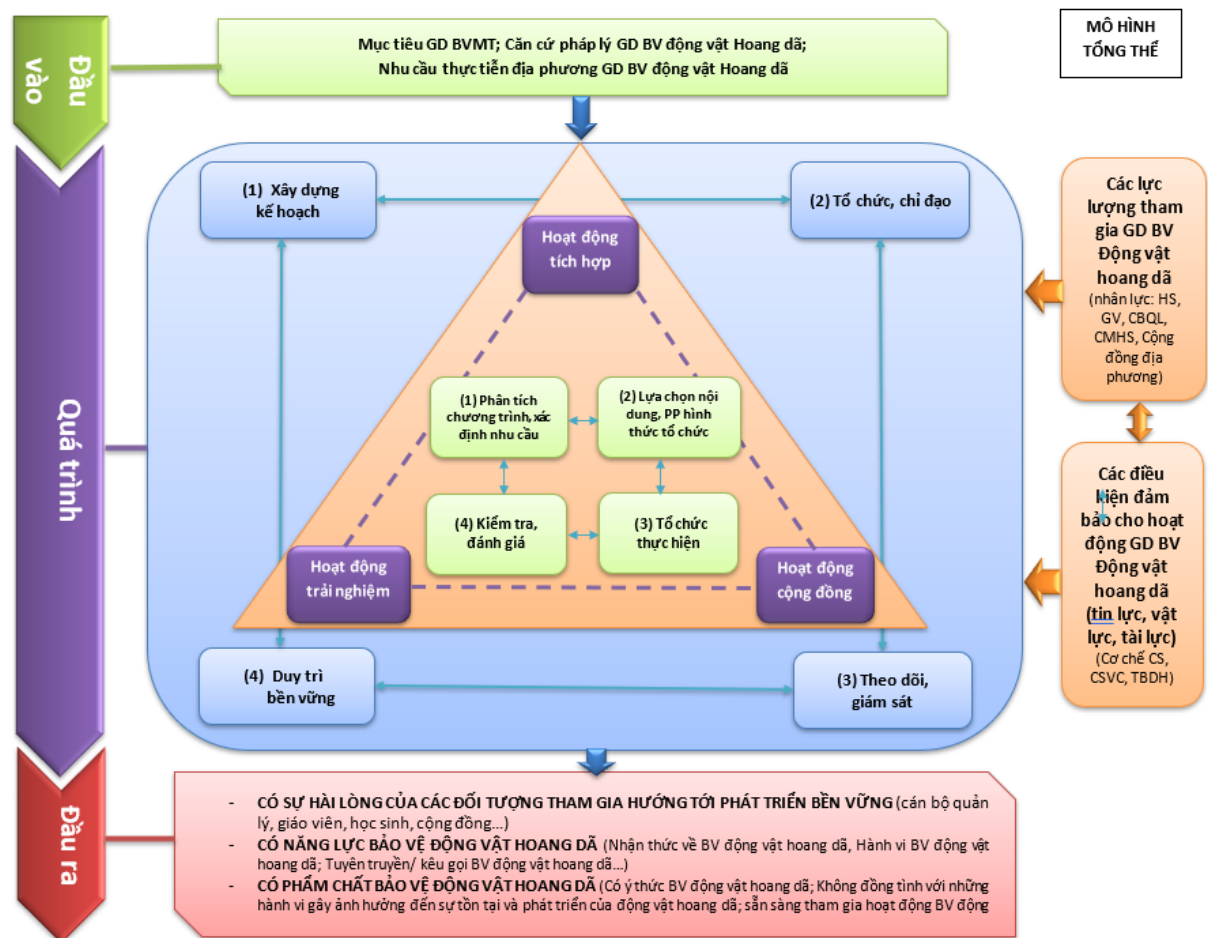 Đầu
vào
Mục tiêu GD BVMT; Căn cứ pháp lý GD BV động vật Hoang dã;
Nhu cầu thực tiễn địa phương GD BV động vật Hoang dã
MÔ HÌNH
TỔNG THỂ
Quá trình
(1) Xây dựng
kế hoạch
(2) Tổ chức, chỉ đạo
Hoạt động
tích hợp
(1) Phân tích
chương trình, xác
định nhu cầu
(2) Lựa chọn nội
dung, PP hình
thức tổ chức
(4) Kiểm tra,
đánh giá
(3) Tổ chức
thực hiện
Hoạt động
trải nghiệm
Hoạt động
cộng đồng
(4) Duy trì
bền vững
(3) Theo dõi,
giám sát
Các lực
lượng tham
gia GD BV
Động vật
hoang dã
(nhân lực: HS,
GV, CBQL,
CMHS, Cộng
đồng địa
phương)
Các điều
kiện đảm
bảo cho hoạt
động GD BV
Động vật
hoang dã
(tin lực, vật
lực, tài lực)
(Cơ chế CS,
CSVC, TBDH)
Đầu ra
- CÓ SỰ HÀI LÒNG CỦA CÁC ĐỐI TƯỢNG THAM GIA HƯỚNG TỚI PHÁT TRIỂN BỀN VỮNG (cán bộ quản
lý, giáo viên, học sinh, cộng đồng...)
- CÓ NĂNG LỰC BẢO VỆ ĐỘNG VẬT HOANG DÃ (Nhận thức về BV động vật hoang dã, Hành vi BV động vật
hoang dã; Tuyên truyền/ kêu gọi BV động vật hoang dã...)
- CÓ PHẨM CHẤT BẢO VỆ ĐỘNG VẬT HOANG DÃ (Có ý thức BV động vật hoang dã; Không đồng tình với những
hành vi gây ảnh hưởng đến sự tồn tại và phát triển của động vật hoang dã; sẵn sàng tham gia hoạt động BV động